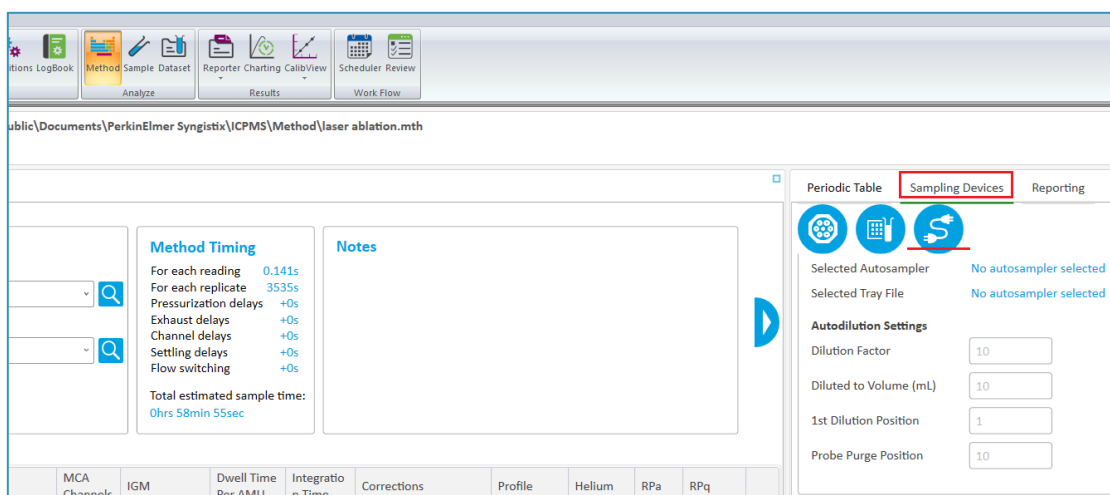 itions LogBook Method Sample Dataset Reporter Charting CalibView Scheduler Review
Analyze Results Work Flow
ublic\Documents\PerkinElmer Syngistix\ICPMS\Method\laser ablation.mth
Periodic Table Sampling Devices Reporting
Method Timing
For each reading 0.141s
For each replicate 3535s
Pressurization delays +0s
Exhaust delays +0s
Channel delays +0s
Settling delays +0s
Flow switching +0s
Total estimated sample time:
0hrs 58min 55sec
Notes
Selected Autosampler No autosampler selected
Selected Tray File No autosampler selected
Autodilution Settings
Dilution Factor 10
Diluted to Volume (mL) 10
1st Dilution Position 1
Probe Purge Position 10
MCA Dwell Time Integratio
Channels IGM Per AMU n Time Corrections Profile Helium RPa RPq